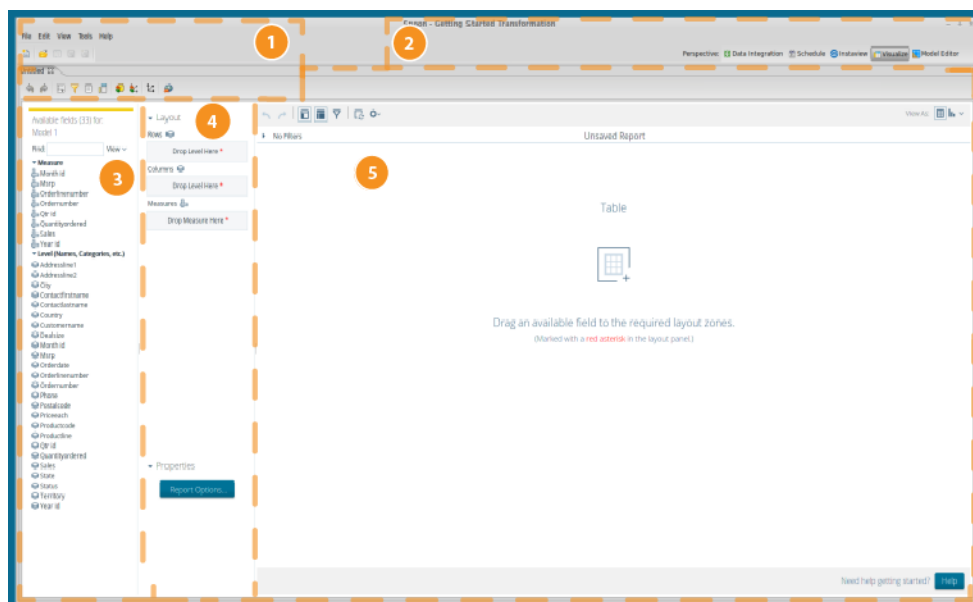 Spoon - Getting Started Transformation
File Edit View Tools Help
1
2
Perspective: Data Integration Schedule Instaview Visualize Model Editor
Untitled
Available fields (33) for:
Model 1
Find: View
3
Measure
Month id
Msrp
Orderlinenumber
Ordernumber
Qtr id
Quantityordered
Sales
Year id
Level (Names, Categories, etc.)
Addressline1
Addressline2
City
Contactfirstname
Contactlastname
Country
Customername
Dealsize
Month id
Msrp
Orderdate
Orderlinenumber
Ordernumber
Phone
Postalcode
Priceeach
Productcode
Productline
Qtr id
Quantityordered
Sales
State
Status
Territory
Year id
Layout
4
Rows
Drop Level Here *
Columns
Drop Level Here *
Measures
Drop Measure Here *
Properties
Report Options...
View As:
No Filters
Unsaved Report
5
Table
Drag an available field to the required layout zones.
(Marked with a red asterisk in the layout panel.)
Need help getting started? Help